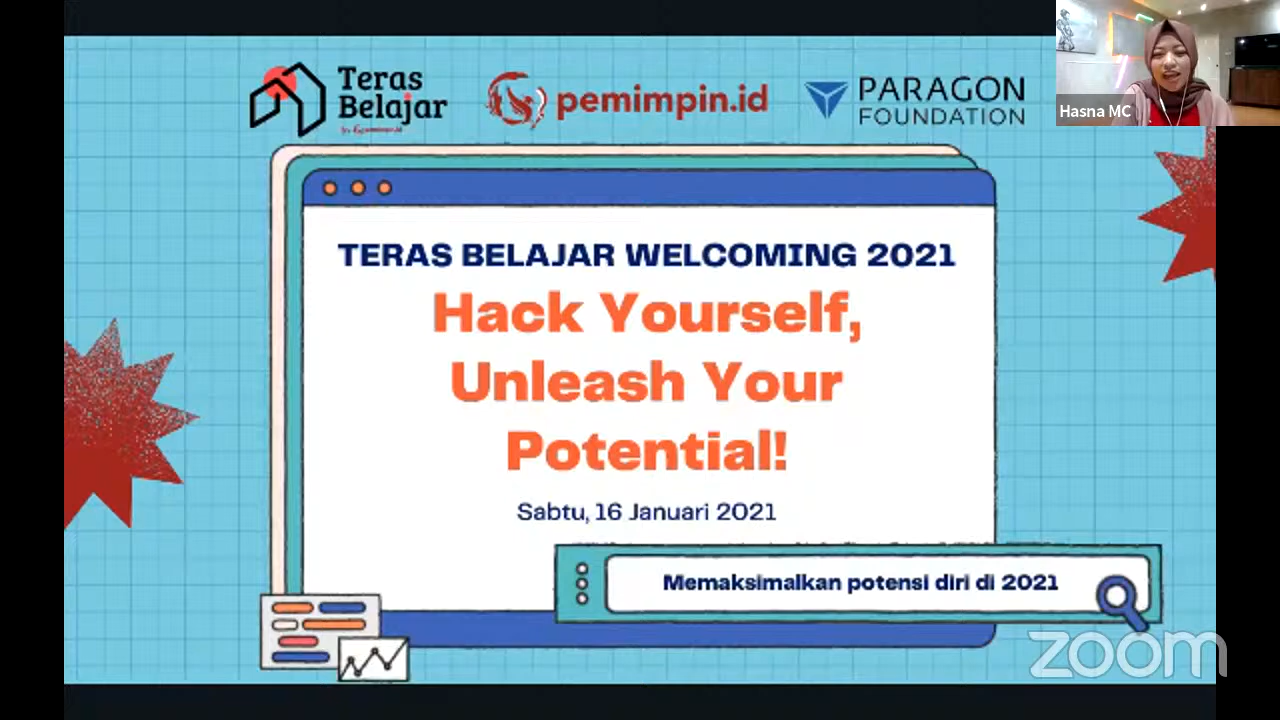 Teras
Belajar
pemimpin.id
PARAGON
FOUNDATION
Hasna MC
TERAS BELAJAR WELCOMING 2021
Hack Yourself,
Unleash Your
Potential!
Sabtu, 16 Januari 2021
Memaksimalkan potensi diri di 2021
zoom